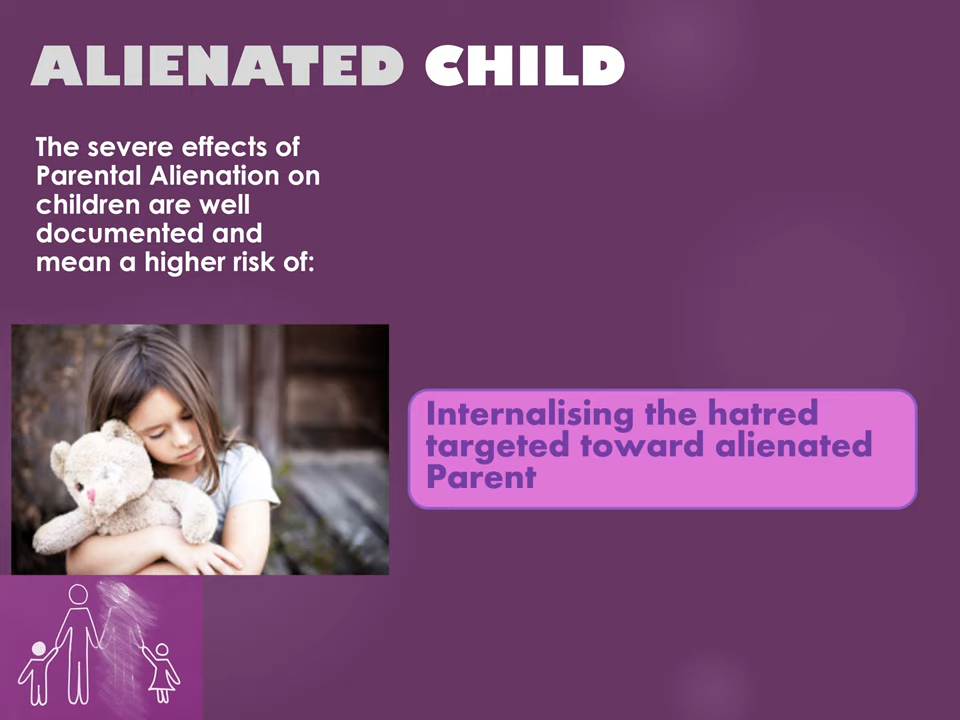 ALIENATED CHILD
The severe effects of
Parental Alienation on
children are well
documented and
mean a higher risk of:
Internalising the hatred
targeted toward alienated
Parent